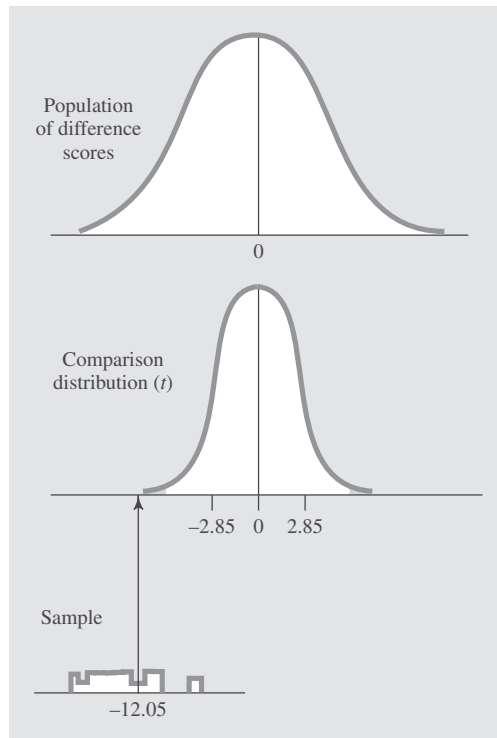 Population
of difference
scores
0
Comparison
distribution (t)
–2.85 0 2.85
Sample
–12.05